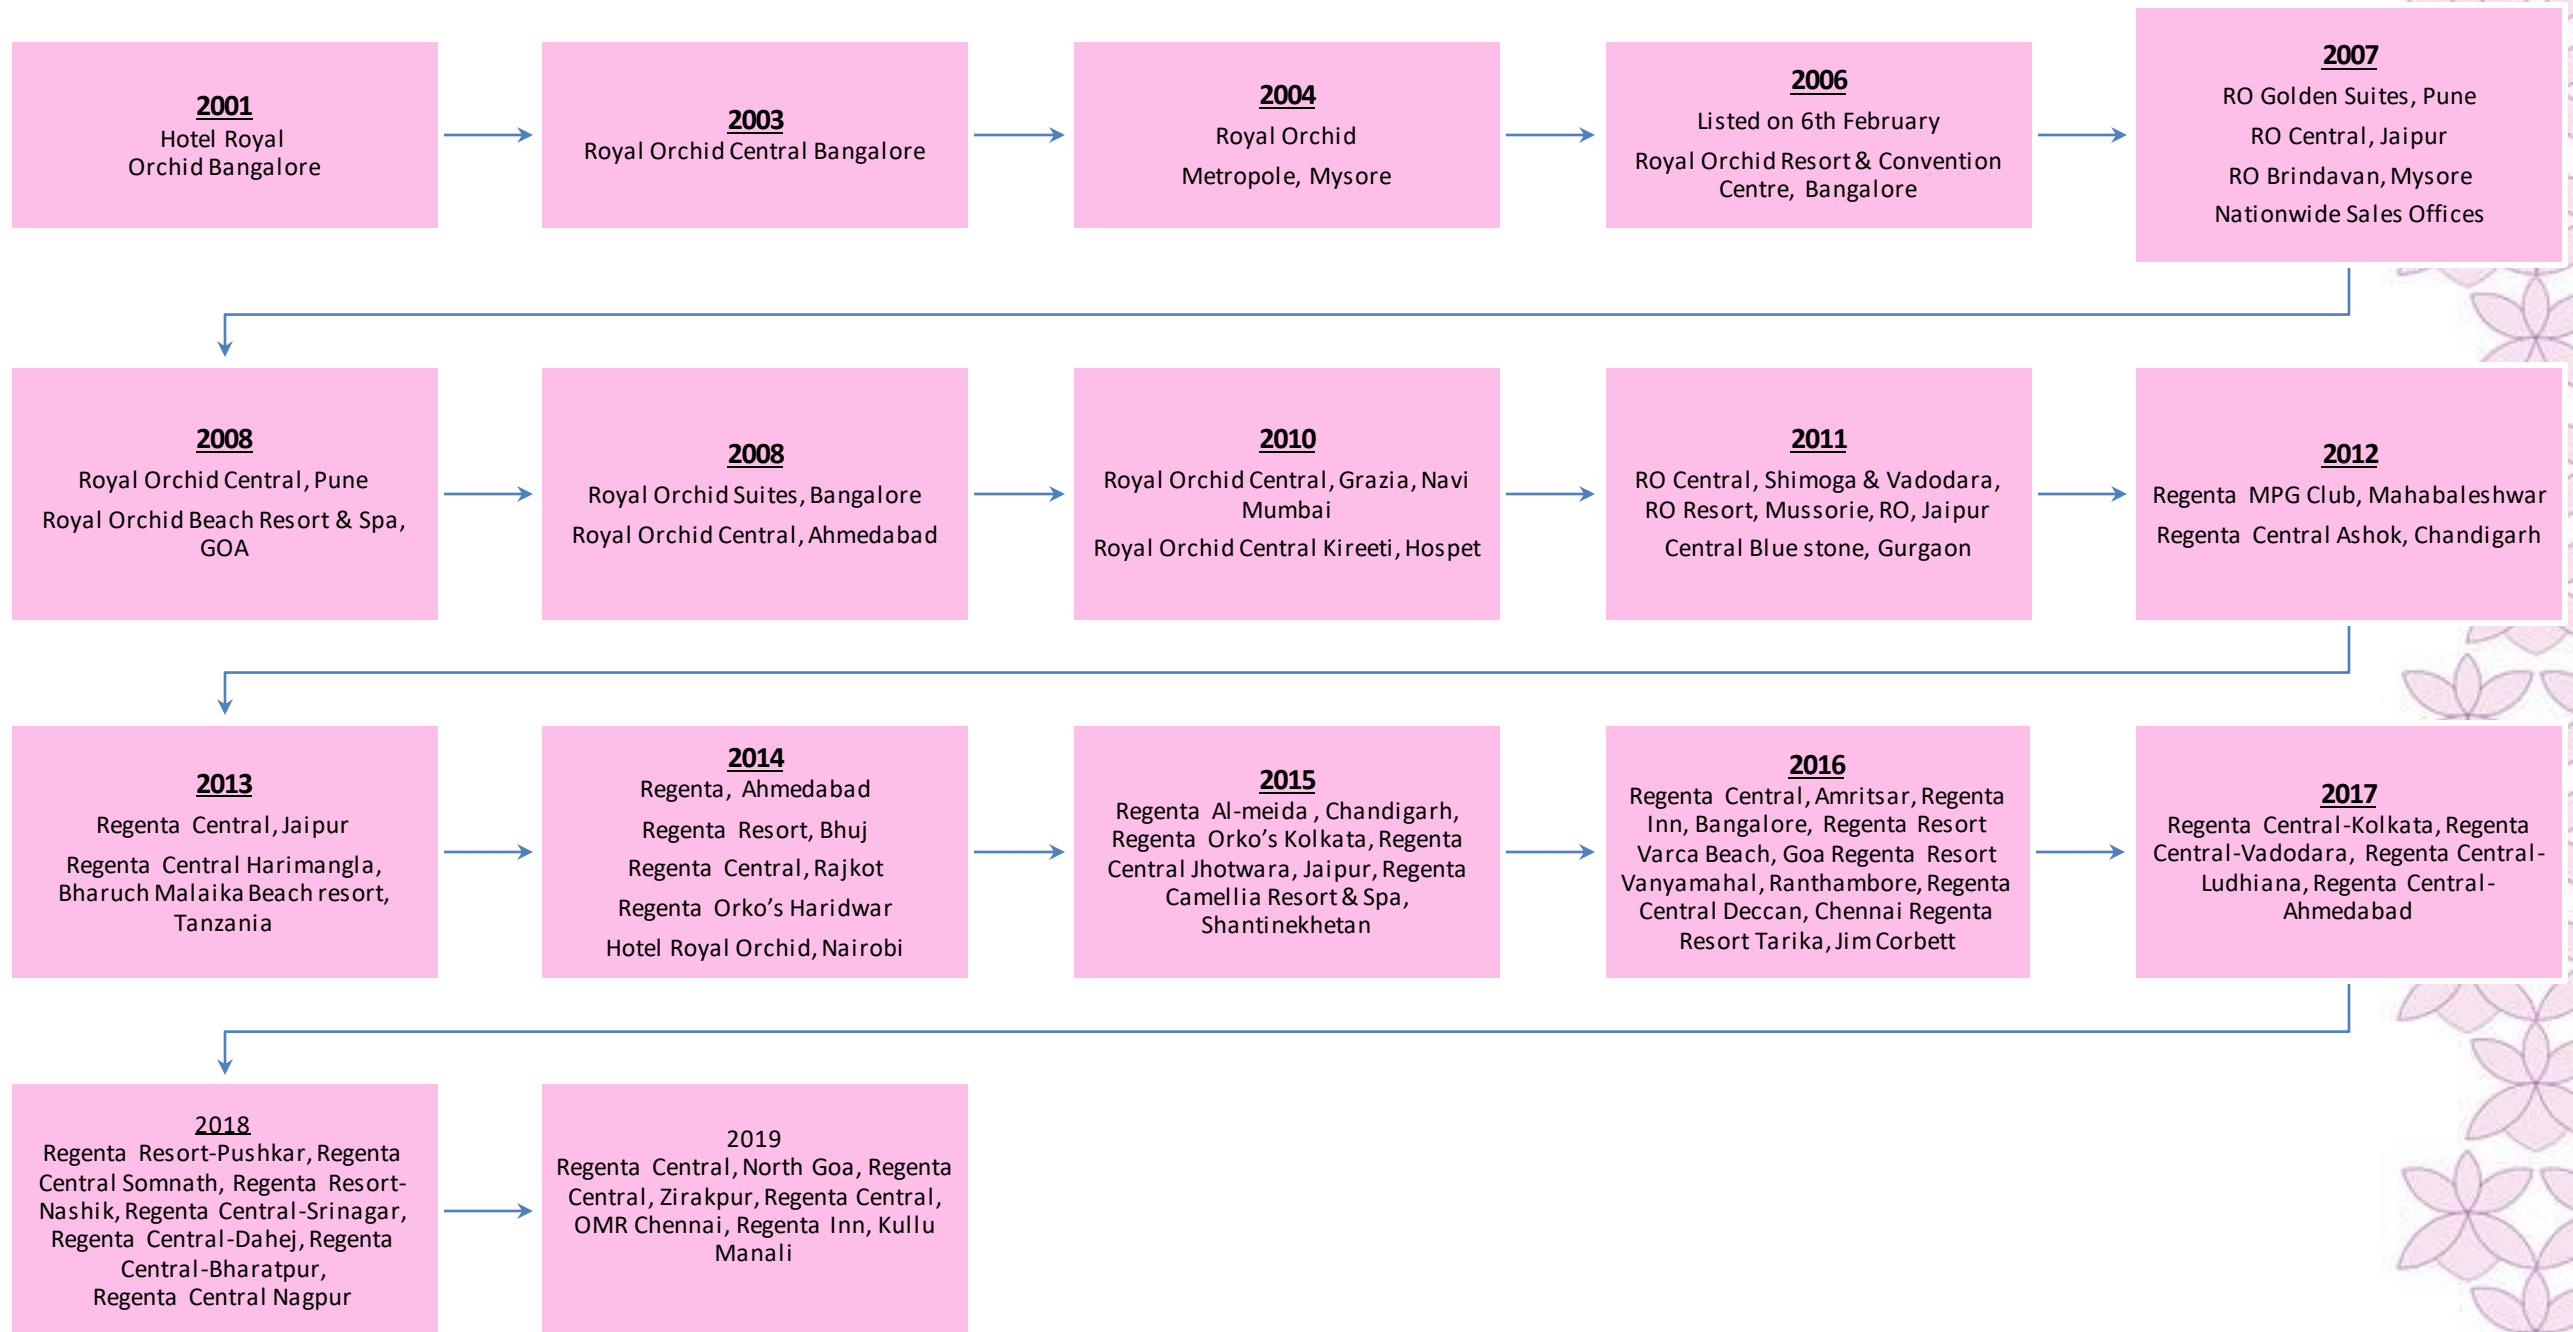 2001
Hotel Royal
Orchid Bangalore
2003
Royal Orchid Central Bangalore
2004
Royal Orchid
Metropole, Mysore
2006
Listed on 6th February
Royal Orchid Resort & Convention
Centre, Bangalore
2007
RO Golden Suites, Pune
RO Central, Jaipur
RO Brindavan, Mysore
Nationwide Sales Offices
2008
Royal Orchid Central, Pune
Royal Orchid Beach Resort & Spa,
GOA
2008
Royal Orchid Suites, Bangalore
Royal Orchid Central, Ahmedabad
2010
Royal Orchid Central, Grazia, Navi
Mumbai
Royal Orchid Central Kireeti, Hospet
2011
RO Central, Shimoga & Vadodara,
RO Resort, Mussorie, RO, Jaipur
Central Blue stone, Gurgaon
2012
Regenta MPG Club, Mahabaleshwar
Regenta Central Ashok, Chandigarh
2013
Regenta Central, Jaipur
Regenta Central Harimangla,
Bharuch Malaika Beach resort,
Tanzania
2014
Regenta, Ahmedabad
Regenta Resort, Bhuj
Regenta Central, Rajkot
Regenta Orko's Haridwar
Hotel Royal Orchid, Nairobi
2015
Regenta Al-meida , Chandigarh,
Regenta Orko's Kolkata, Regenta
Central Jhotwara, Jaipur, Regenta
Camellia Resort & Spa,
Shantinekhetan
2016
Regenta Central, Amritsar, Regenta
Inn, Bangalore, Regenta Resort
Varca Beach, Goa Regenta Resort
Vanyamahal, Ranthambore, Regenta
Central Deccan, Chennai Regenta
Resort Tarika, Jim Corbett
2017
Regenta Central-Kolkata, Regenta
Central-Vadodara, Regenta Central-
Ludhiana, Regenta Central-
Ahmedabad
2018
Regenta Resort-Pushkar, Regenta
Central Somnath, Regenta Resort-
Nashik, Regenta Central-Srinagar,
Regenta Central-Dahej, Regenta
Central-Bharatpur,
Regenta Central Nagpur
2019
Regenta Central, North Goa, Regenta
Central, Zirakpur, Regenta Central,
OMR Chennai, Regenta Inn, Kullu
Manali